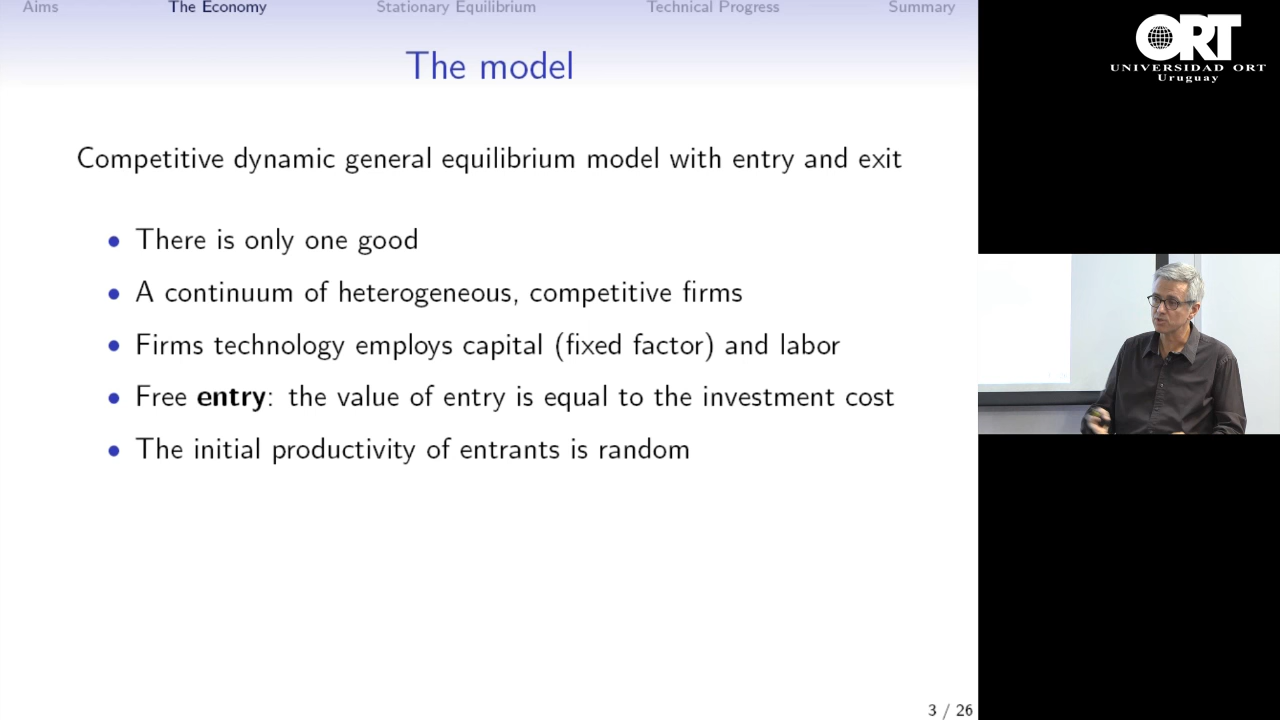 Aims The Economy Stationary Equilibrium Technical Progress Summary
The model
Competitive dynamic general equilibrium model with entry and exit
• There is only one good
• A continuum of heterogeneous, competitive firms
• Firms technology employs capital (fixed factor) and labor
• Free entry: the value of entry is equal to the investment cost
• The initial productivity of entrants is random
3 / 26
ORT
UNIVERSIDAD ORT
Uruguay